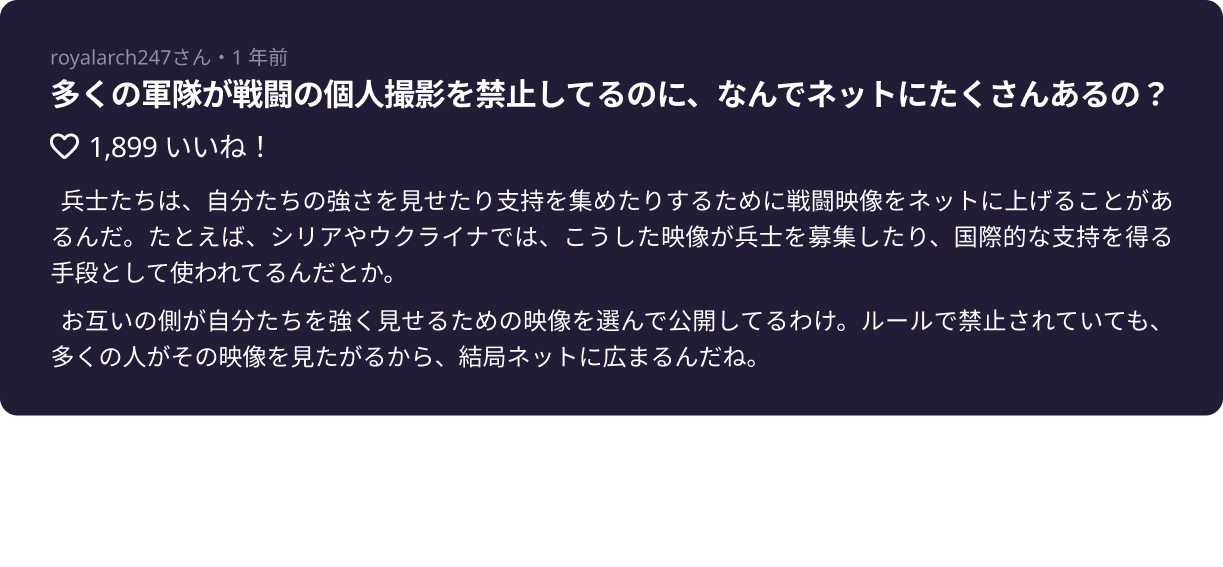 royalarch247さん・1 年前
多くの軍隊が戦闘の個人撮影を禁止してるのに、なんでネットにたくさんあるの？
1,899 いいね！
兵士たちは、自分たちの強さを見せたり支持を集めたりするために戦闘映像をネットに上げることがあ
るんだ。たとえば、シリアやウクライナでは、こうした映像が兵士を募集したり、国際的な支持を得る
手段として使われてるんだとか。
お互いの側が自分たちを強く見せるための映像を選んで公開してるわけ。ルールで禁止されていても、
多くの人がその映像を見たがるから、結局ネットに広まるんだね。